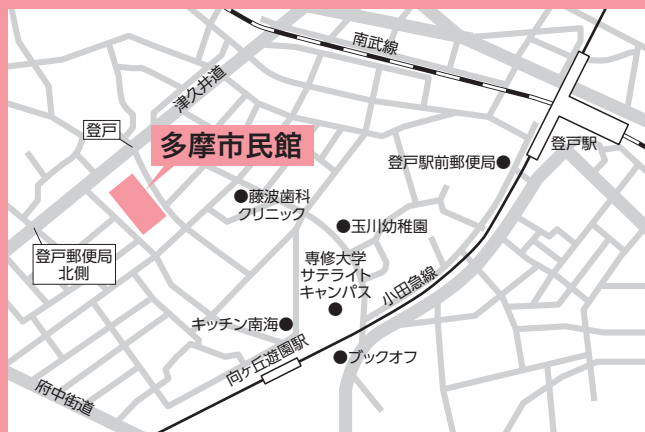 南武線
津久井道
登戸
多摩市民館
登戸駅
登戸駅前郵便局
藤波歯科
クリニック
玉川幼稚園
登戸郵便局
北側
専修大学
サテライト
キャンパス
小田急線
キッチン南海
向ヶ丘遊園駅
ブックオフ
府中街道